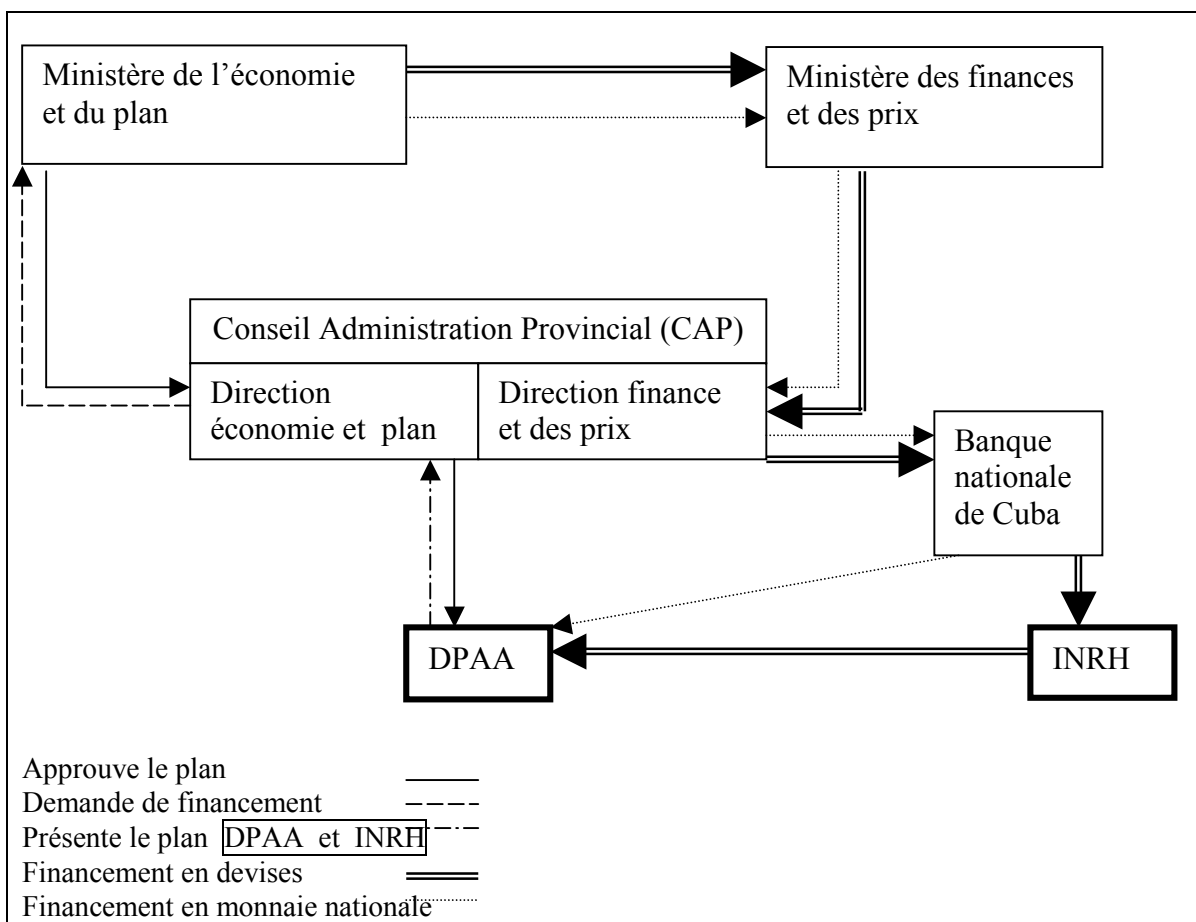 Ministère de l’économie
et du plan
Ministère des finances
et des prix
Conseil Administration Provincial (CAP)
Direction
économie et plan
Direction finance
et des prix
Banque
nationale
de Cuba
DPAA
INRH
Approuve le plan
Demande de financement
Présente le plan DPAA et INRH
Financement en devises
Financement en monnaie nationale